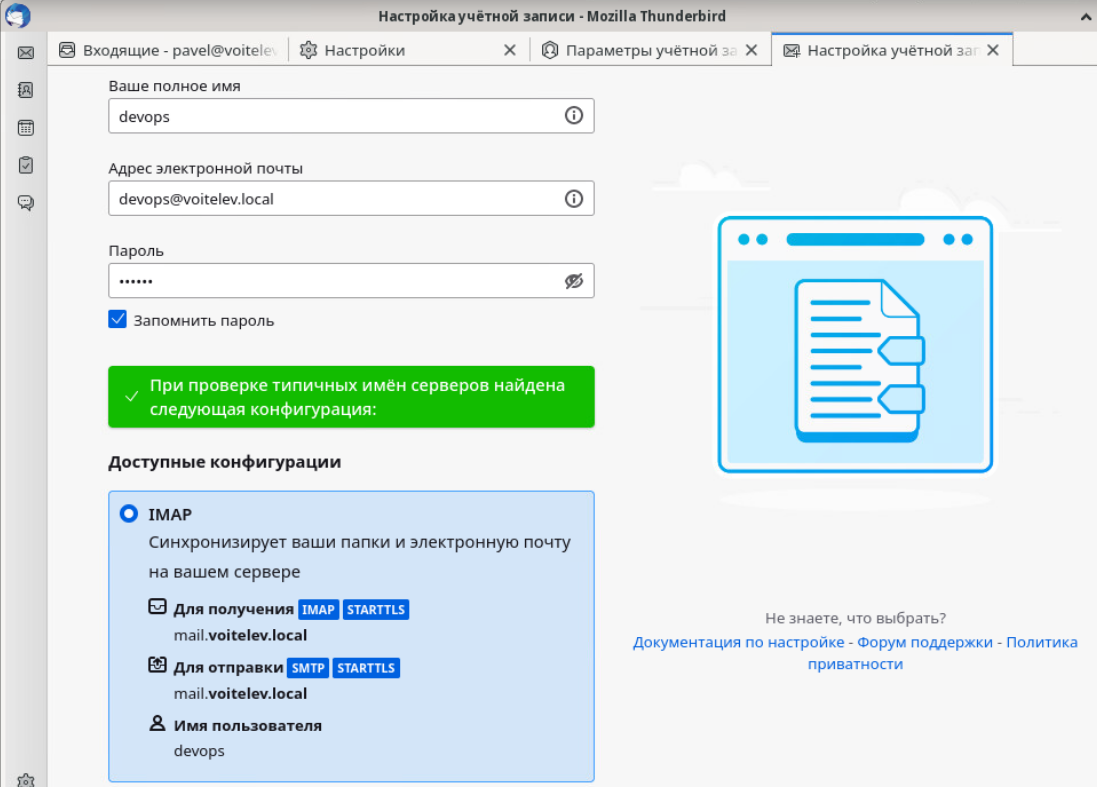 Настройка учётной записи - Mozilla Thunderbird
Входящие - pavel@voitelev
Настройки
Параметры учётной за
Настройка учётной зап
Ваше полное имя
devops
Адрес электронной почты
devops@voitelev.local
Пароль
••••••
Запомнить пароль
При проверке типичных имён серверов найдена
следующая конфигурация:
Доступные конфигурации
IMAP
Синхронизирует ваши папки и электронную почту
на вашем сервере
Для получения IMAP STARTTLS
mail.voitelev.local
Для отправки SMTP STARTTLS
mail.voitelev.local
Имя пользователя
devops
Не знаете, что выбрать?
Документация по настройке - Форум поддержки - Политика
приватности